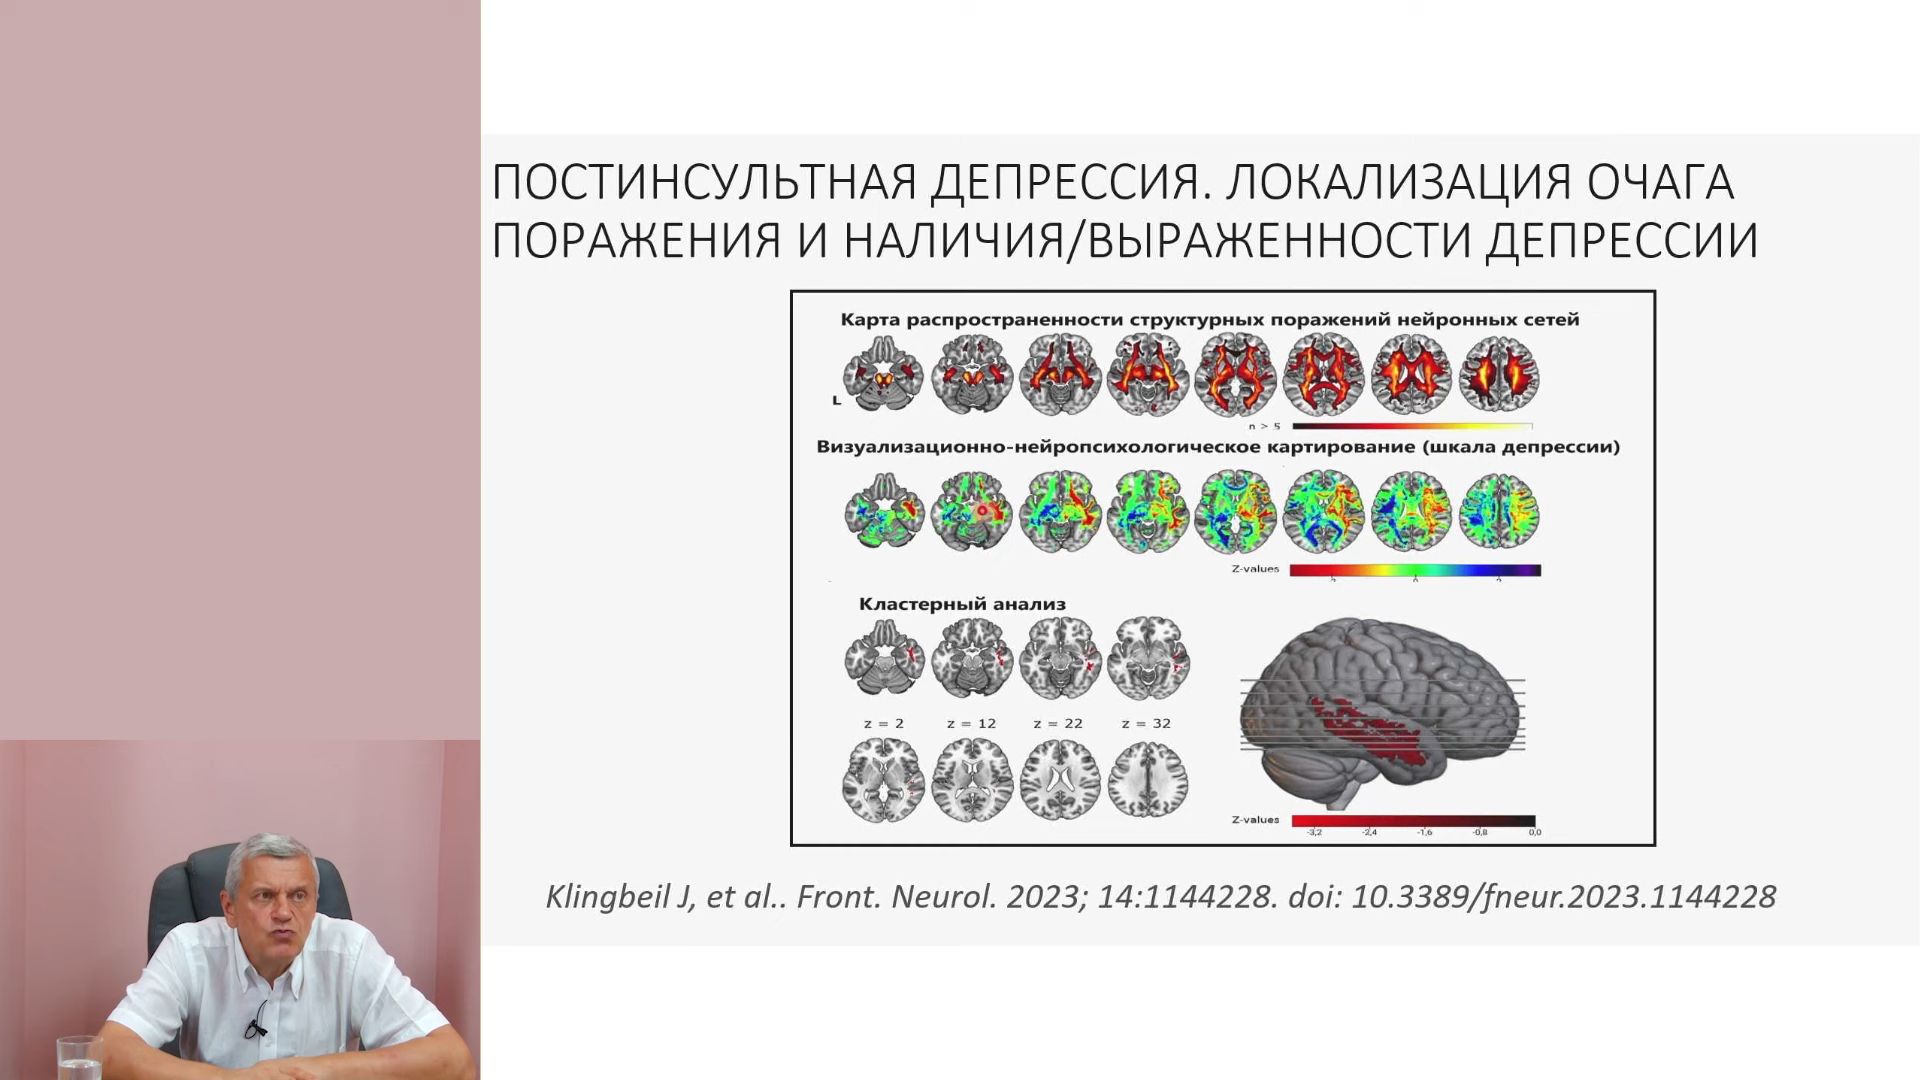 ПОСТИНСУЛЬТНАЯ ДЕПРЕССИЯ. ЛОКАЛИЗАЦИЯ ОЧАГА
ПОРАЖЕНИЯ И НАЛИЧИЯ/ВЫРАЖЕННОСТИ ДЕПРЕССИИ
Карта распространенности структурных поражений нейронных сетей
L
n > 5
Визуализационно-нейропсихологическое картирование (шкала депрессии)
Z-values
Кластерный анализ
z = 2 z = 12 z = 22 z = 32
Z-values
-3,2 -2,4 -1,6 -0,8 0,0
Klingbeil J, et al.. Front. Neurol. 2023; 14:1144228. doi: 10.3389/fneur.2023.1144228